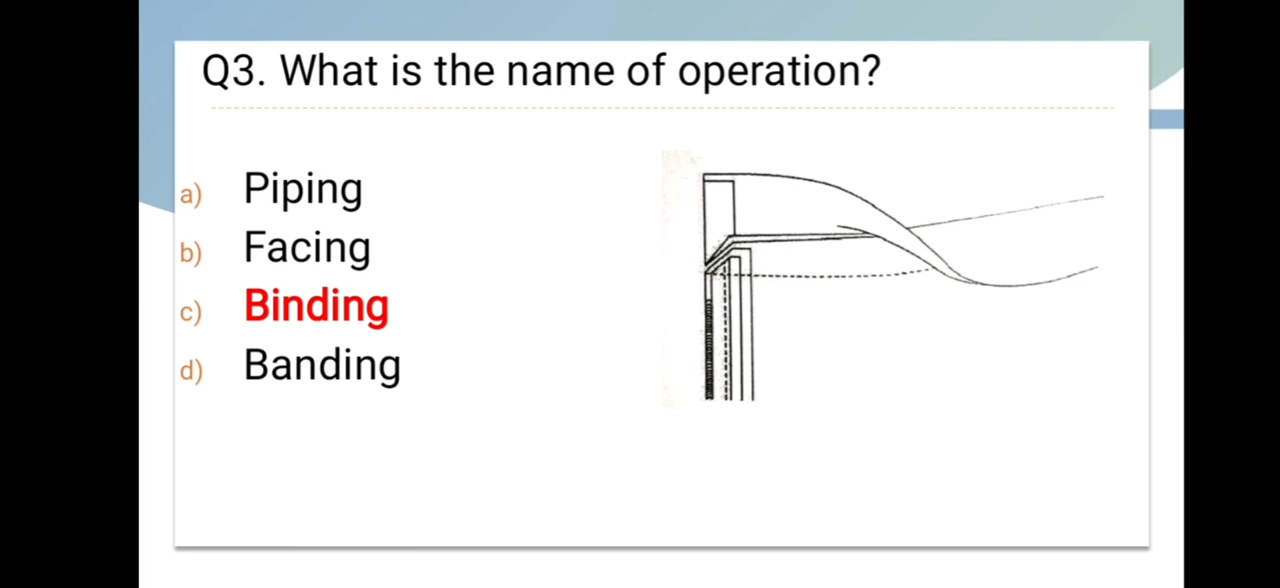 Q3. What is the name of operation?
a) Piping
b) Facing
c) Binding
d) Banding